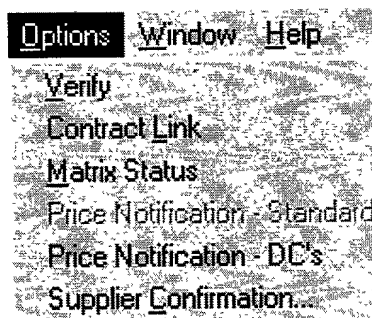 Options Window Help
Verify
Contract Link
Matrix Status
Price Notification - Standard
Price Notification - DC's
Supplier Confirmation...